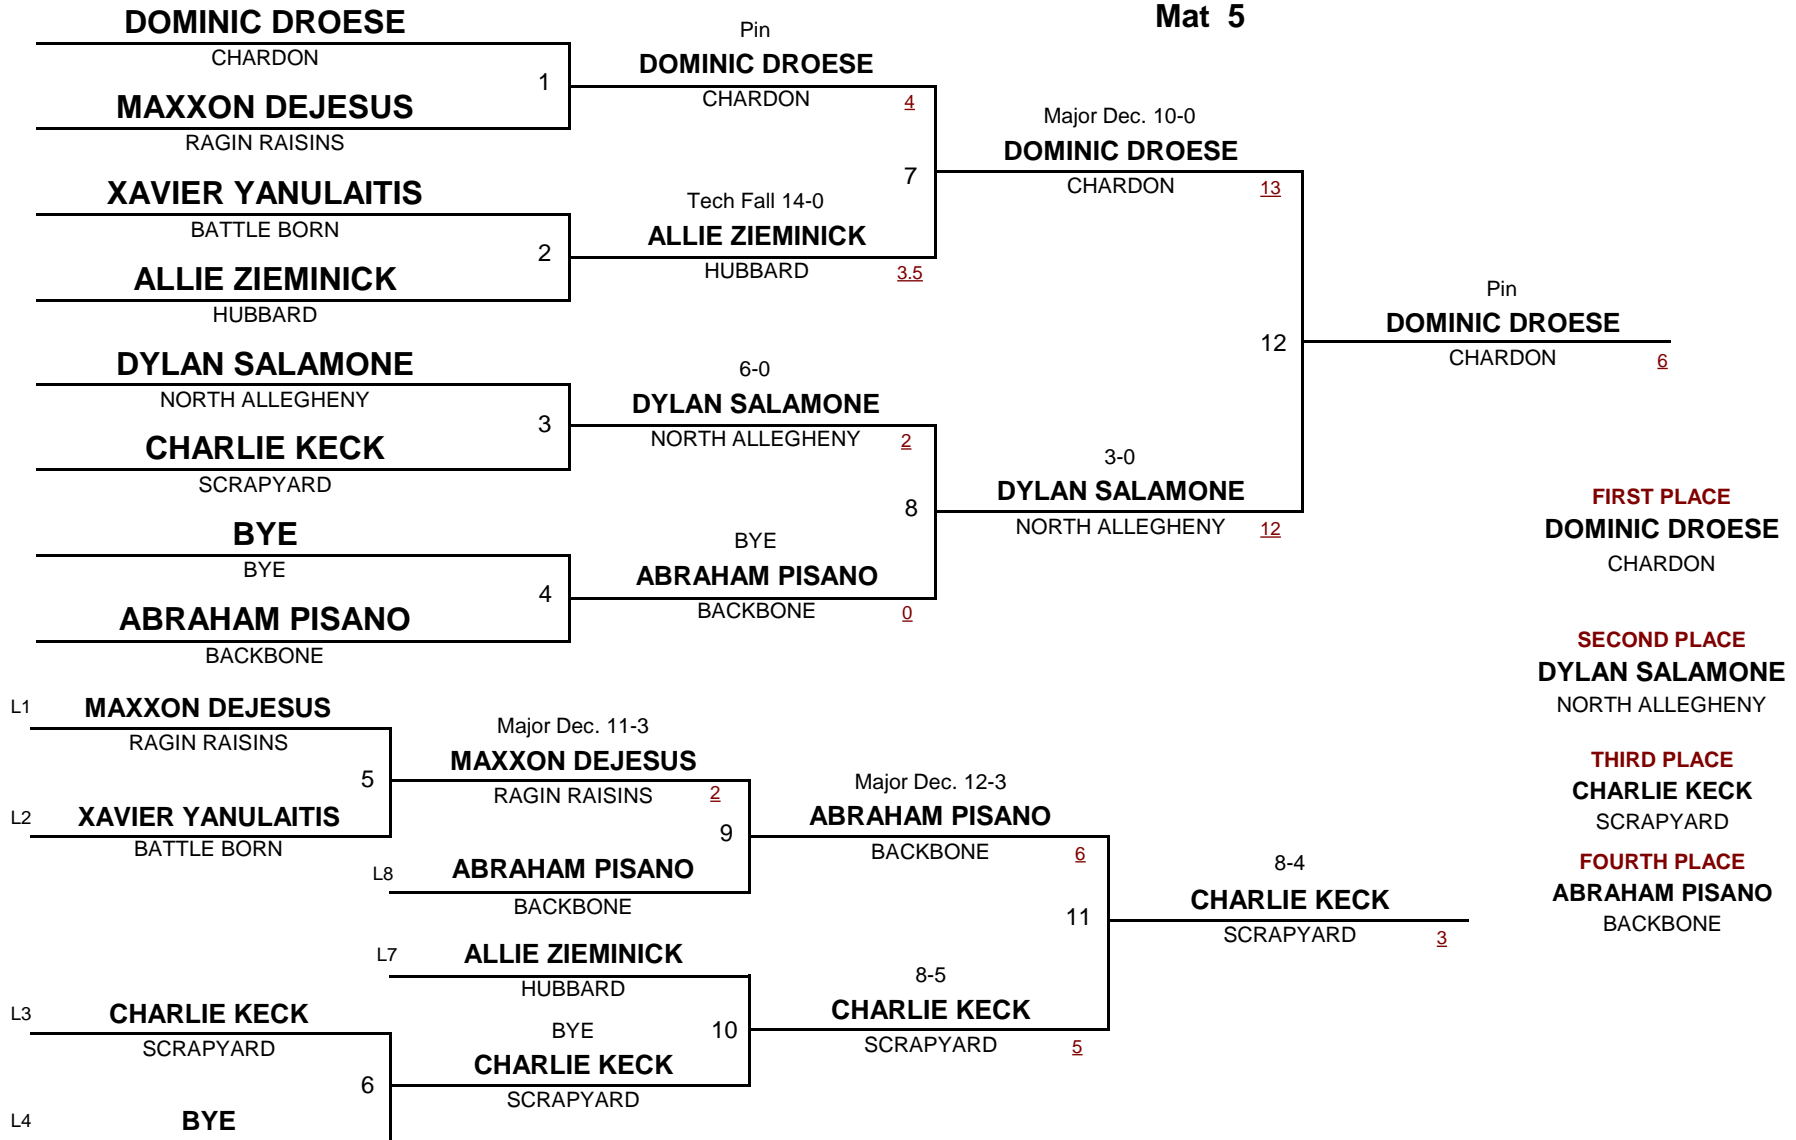 Mat 5
DOMINIC DROESE
CHARDON
1
MAXXON DEJESUS
RAGIN RAISINS
XAVIER YANULAITIS
BATTLE BORN
2
ALLIE ZIEMINICK
HUBBARD
DYLAN SALAMONE
NORTH ALLEGHENY
3
CHARLIE KECK
SCRAPYARD
BYE
BYE
4
ABRAHAM PISANO
BACKBONE
Pin
DOMINIC DROESE
CHARDON
4
7
Tech Fall 14-0
ALLIE ZIEMINICK
HUBBARD
3.5
6-0
DYLAN SALAMONE
NORTH ALLEGHENY
2
8
BYE
ABRAHAM PISANO
BACKBONE
0
Major Dec. 10-0
DOMINIC DROESE
CHARDON
13
12
3-0
DYLAN SALAMONE
NORTH ALLEGHENY
12
Pin
DOMINIC DROESE
CHARDON
6
FIRST PLACE
DOMINIC DROESE
CHARDON
SECOND PLACE
DYLAN SALAMONE
NORTH ALLEGHENY
THIRD PLACE
CHARLIE KECK
SCRAPYARD
FOURTH PLACE
ABRAHAM PISANO
BACKBONE
L1
MAXXON DEJESUS
RAGIN RAISINS
5
L2
XAVIER YANULAITIS
BATTLE BORN
Major Dec. 11-3
MAXXON DEJESUS
RAGIN RAISINS
2
9
L8
ABRAHAM PISANO
BACKBONE
L7
ALLIE ZIEMINICK
HUBBARD
10
L3
CHARLIE KECK
SCRAPYARD
6
L4
BYE
BYE
CHARLIE KECK
SCRAPYARD
Major Dec. 12-3
ABRAHAM PISANO
BACKBONE
6
11
8-5
CHARLIE KECK
SCRAPYARD
5
8-4
CHARLIE KECK
SCRAPYARD
3